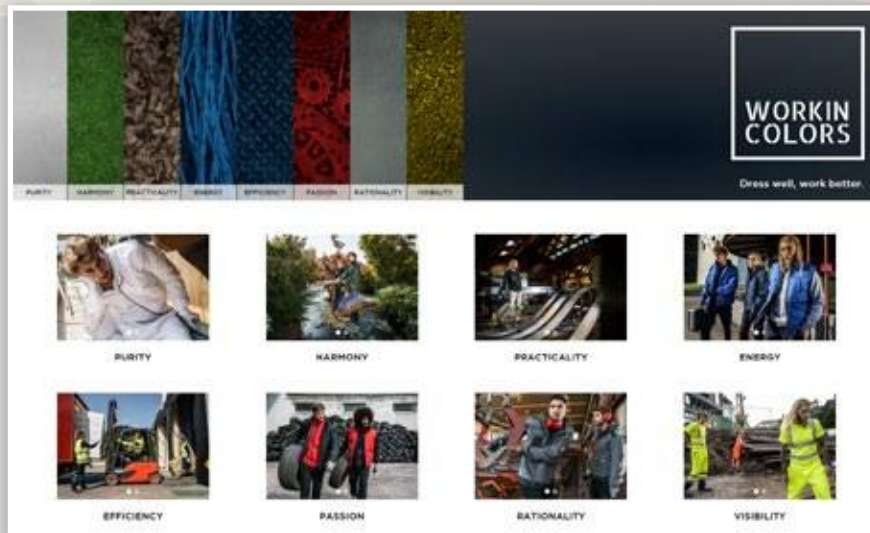 WORKIN
COLORS
Dress well, work better.
PURITY HARMONY PRACTICALITY ENERGY EFFICIENCY PASSION RATIONALITY VISIBILITY
PURITY HARMONY PRACTICALITY ENERGY
EFFICIENCY PASSION RATIONALITY VISIBILITY